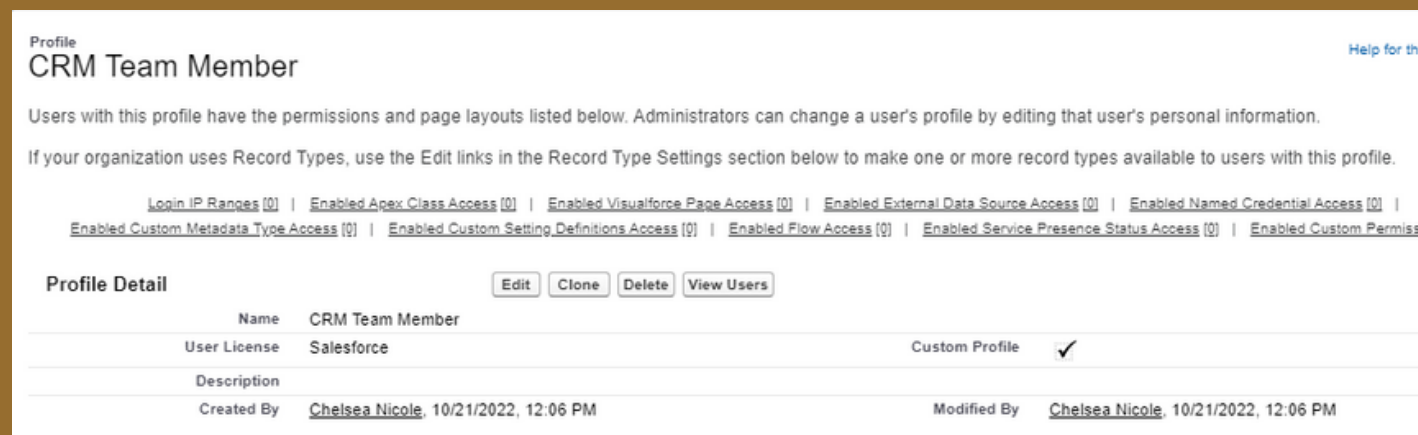 Profile
CRM Team Member
Help for th
Users with this profile have the permissions and page layouts listed below. Administrators can change a user's profile by editing that user's personal information.
If your organization uses Record Types, use the Edit links in the Record Type Settings section below to make one or more record types available to users with this profile.
Login IP Ranges [0] | Enabled Apex Class Access [0] | Enabled Visualforce Page Access [0] | Enabled External Data Source Access [0] | Enabled Named Credential Access [0] |
Enabled Custom Metadata Type Access [0] | Enabled Custom Setting Definitions Access [0] | Enabled Flow Access [0] | Enabled Service Presence Status Access [0] | Enabled Custom Permiss
Profile Detail Edit Clone Delete View Users
Name CRM Team Member
User License Salesforce Custom Profile ✓
Description
Created By Chelsea Nicole, 10/21/2022, 12:06 PM Modified By Chelsea Nicole, 10/21/2022, 12:06 PM